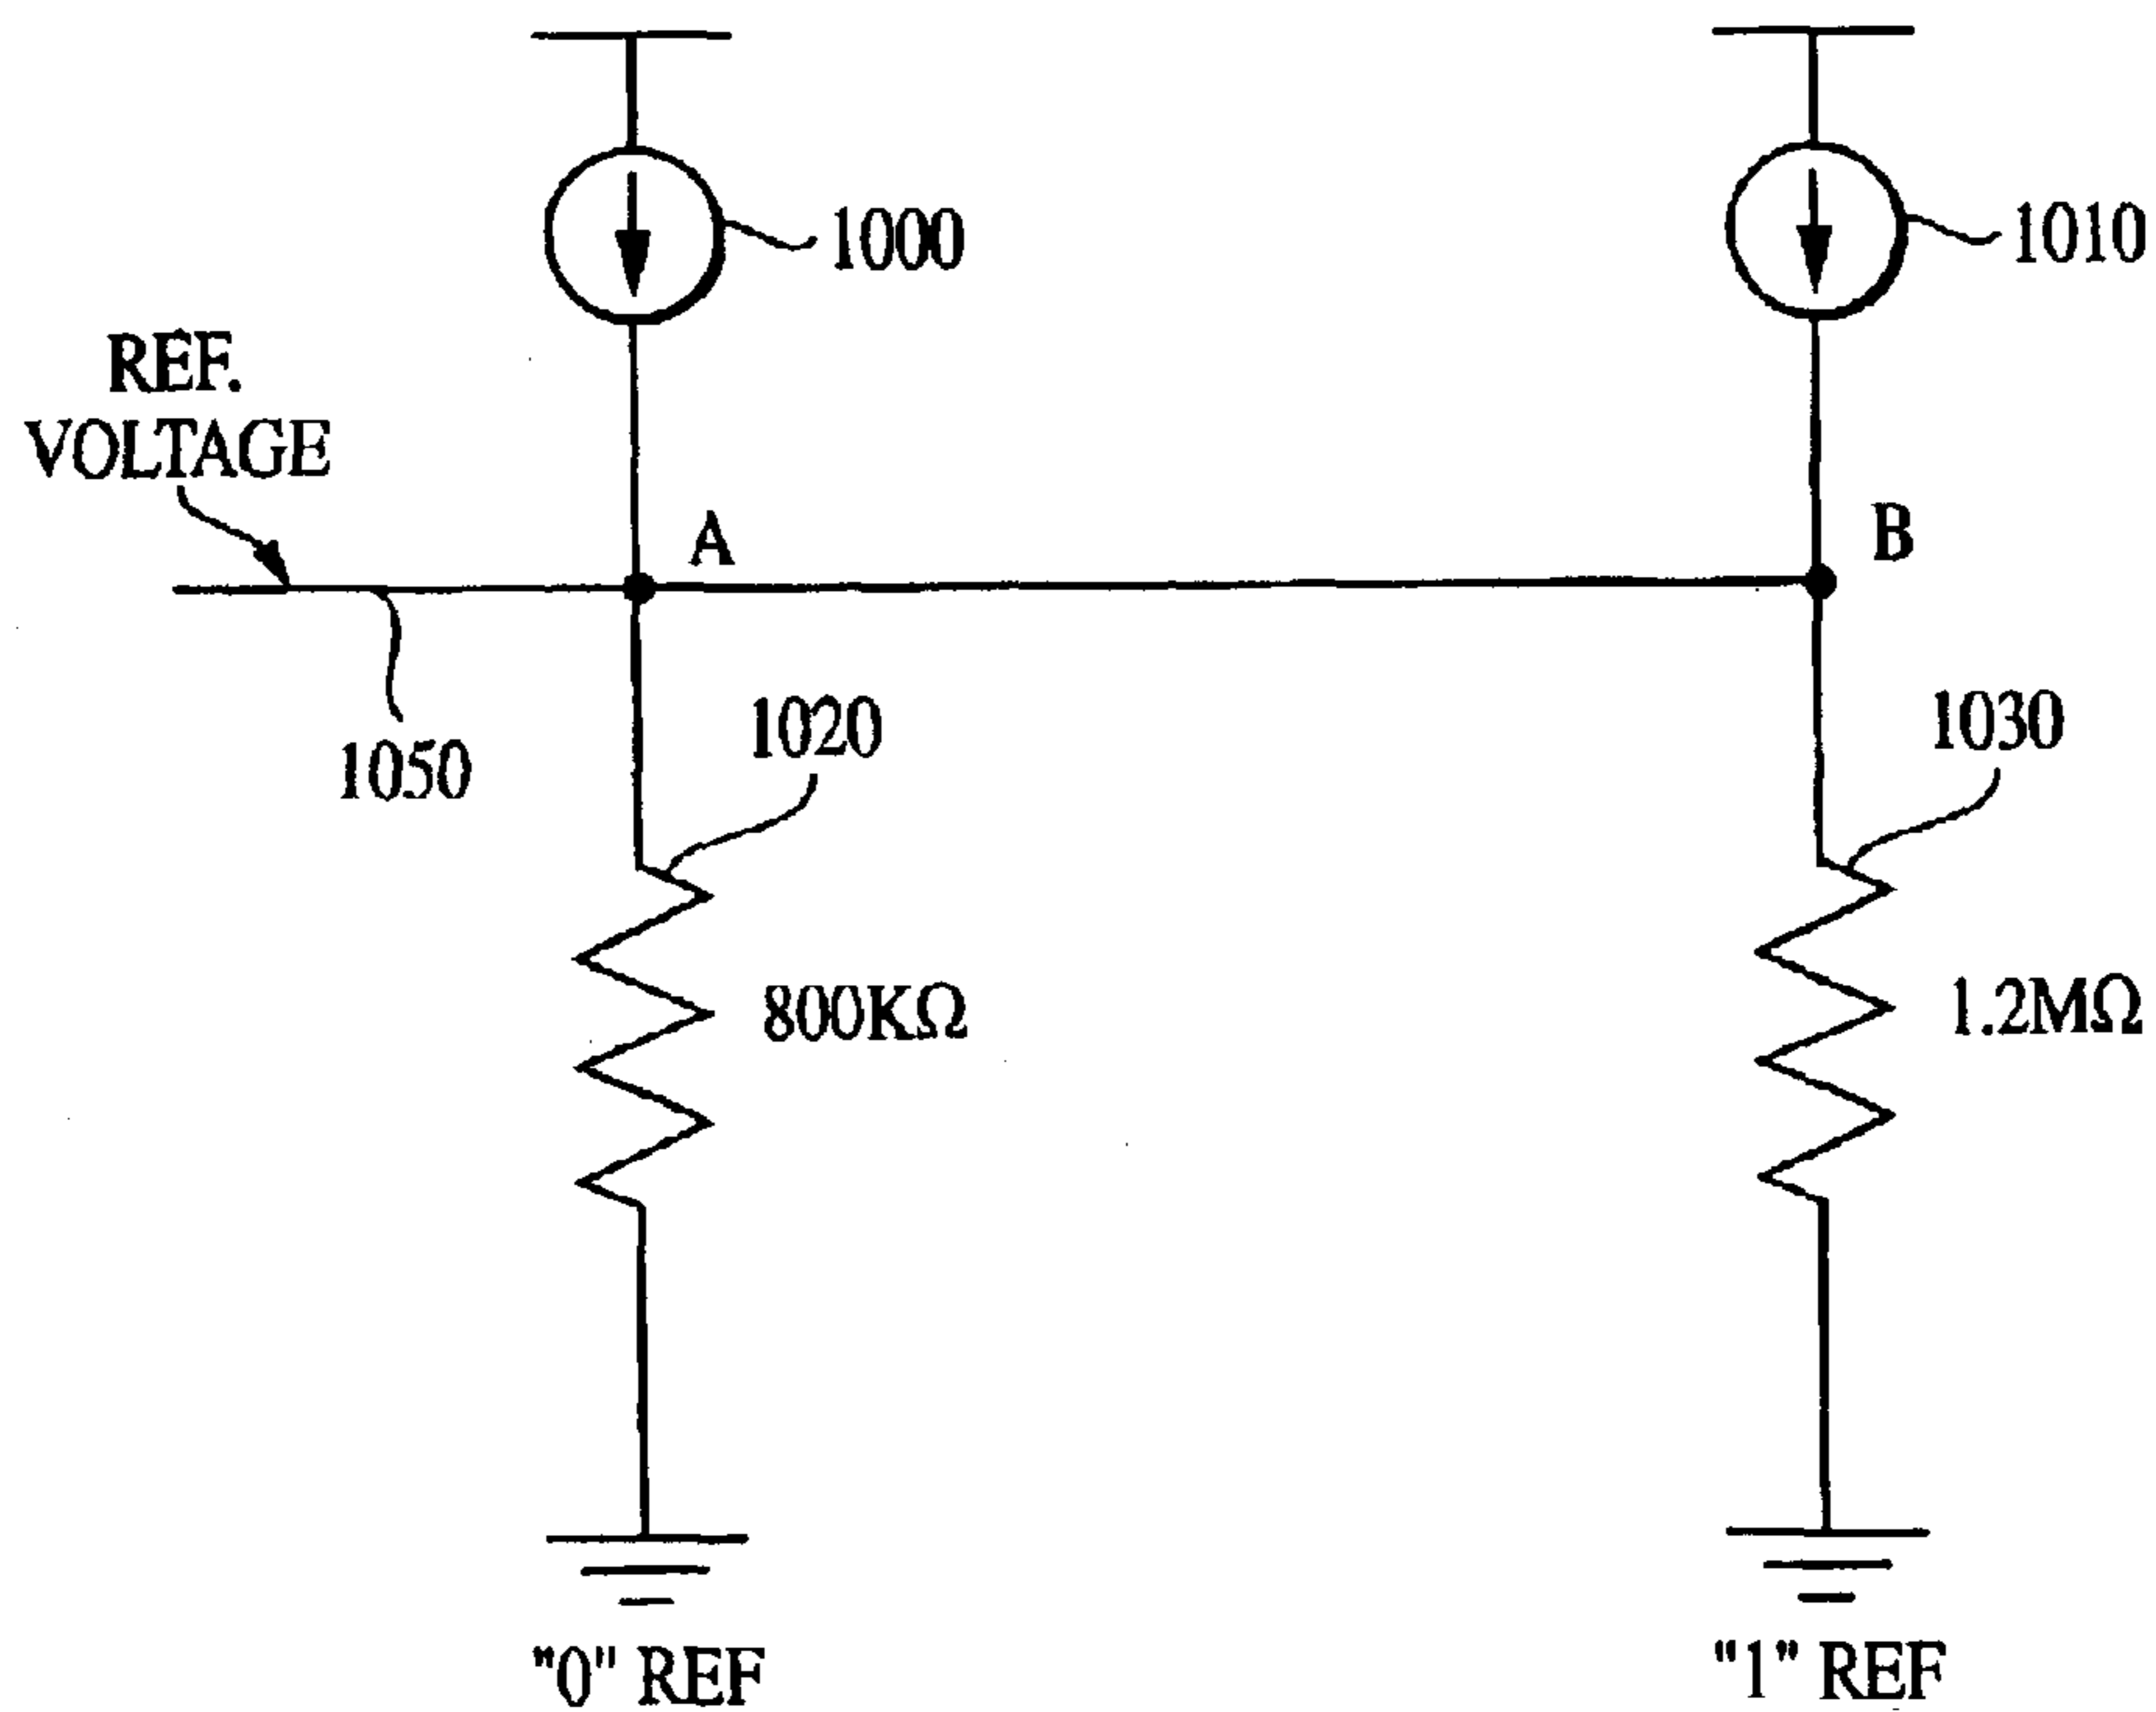 1000
1010
REF.
VOLTAGE
A
B
1050
1020
1030
800KΩ
1.2MΩ
"0" REF
"1" REF